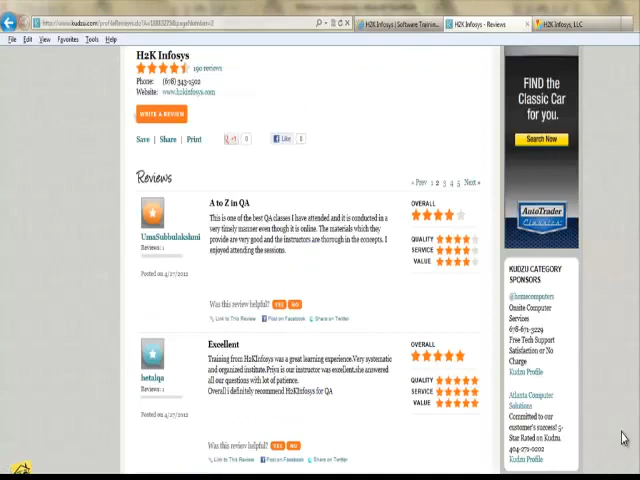 H2K Infosys | Software Trainin...
H2K Infosys - Reviews
H2K Infosys, LLC
File Edit View Favorites Tools Help
H2K Infosys
190 reviews
Phone: (678) 343-1502
Website: www.h2kinfosys.com
WRITE A REVIEW
Save | Share | Print
+1 0
Like 8
Reviews
« Prev 1 2 3 4 5 Next »
A to Z in QA
This is one of the best QA classes I have attended and it is conducted in a
very timely manner even though it is online. The materials which they
provide are very good and the instructors are thorough in the concepts. I
enjoyed attending the sessions.
UmaSubbulakshmi
Reviews: 1
Posted on 4/27/2012
OVERALL
QUALITY
SERVICE
VALUE
Was this review helpful? YES NO
Link to This Review Post on Facebook Share on Twitter
Excellent
Training from H2KInfosys was a great learning experience.Very systematic
and organized institute.Priya is our instructor was excellent.she answered
all our questions with lot of patience.
Overall i definitely recommend H2KInfosys for QA
hetalqa
Reviews: 1
Posted on 4/27/2012
OVERALL
QUALITY
SERVICE
VALUE
Was this review helpful? YES NO
Link to This Review Post on Facebook Share on Twitter
FIND the
Classic Car
for you.
Search Now
AutoTrader
Classics
KUDZU CATEGORY
SPONSORS
@homecomputers
Onsite Computer
Services
678-671-3229
Free Tech Support
Satisfaction or No
Charge
Kudzu Profile
Atlanta Computer
Solutions
Committed to our
customer's success! 5-
Star Rated on Kudzu.
404-271-0202
Kudzu Profile